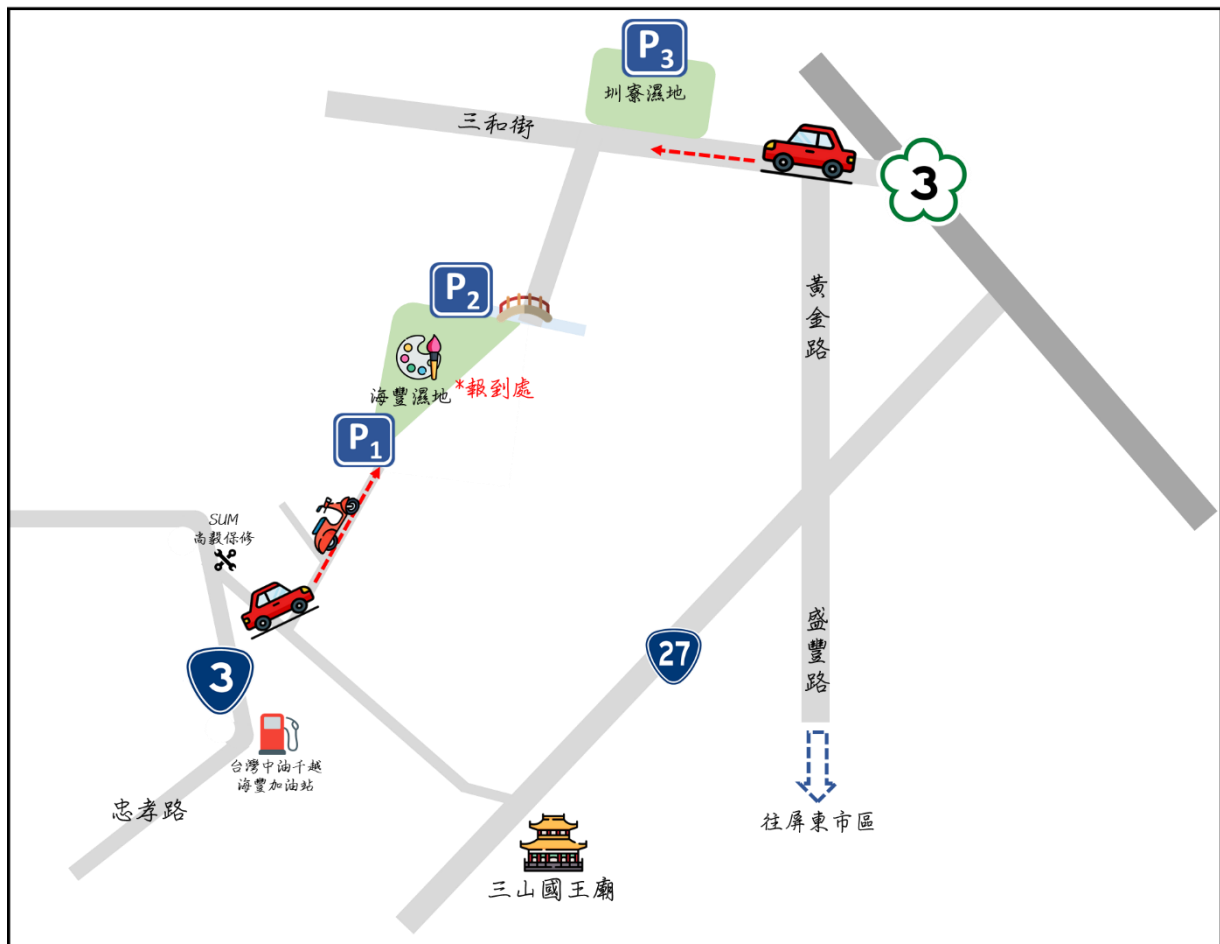 P3
圳寮濕地
三和街
3
P2
黃金路
海豐濕地 *報到處
P1
SUM
尚毅保修
盛豐路
27
3
台灣中油千越
海豐加油站
忠孝路
往屏東市區
三山國王廟